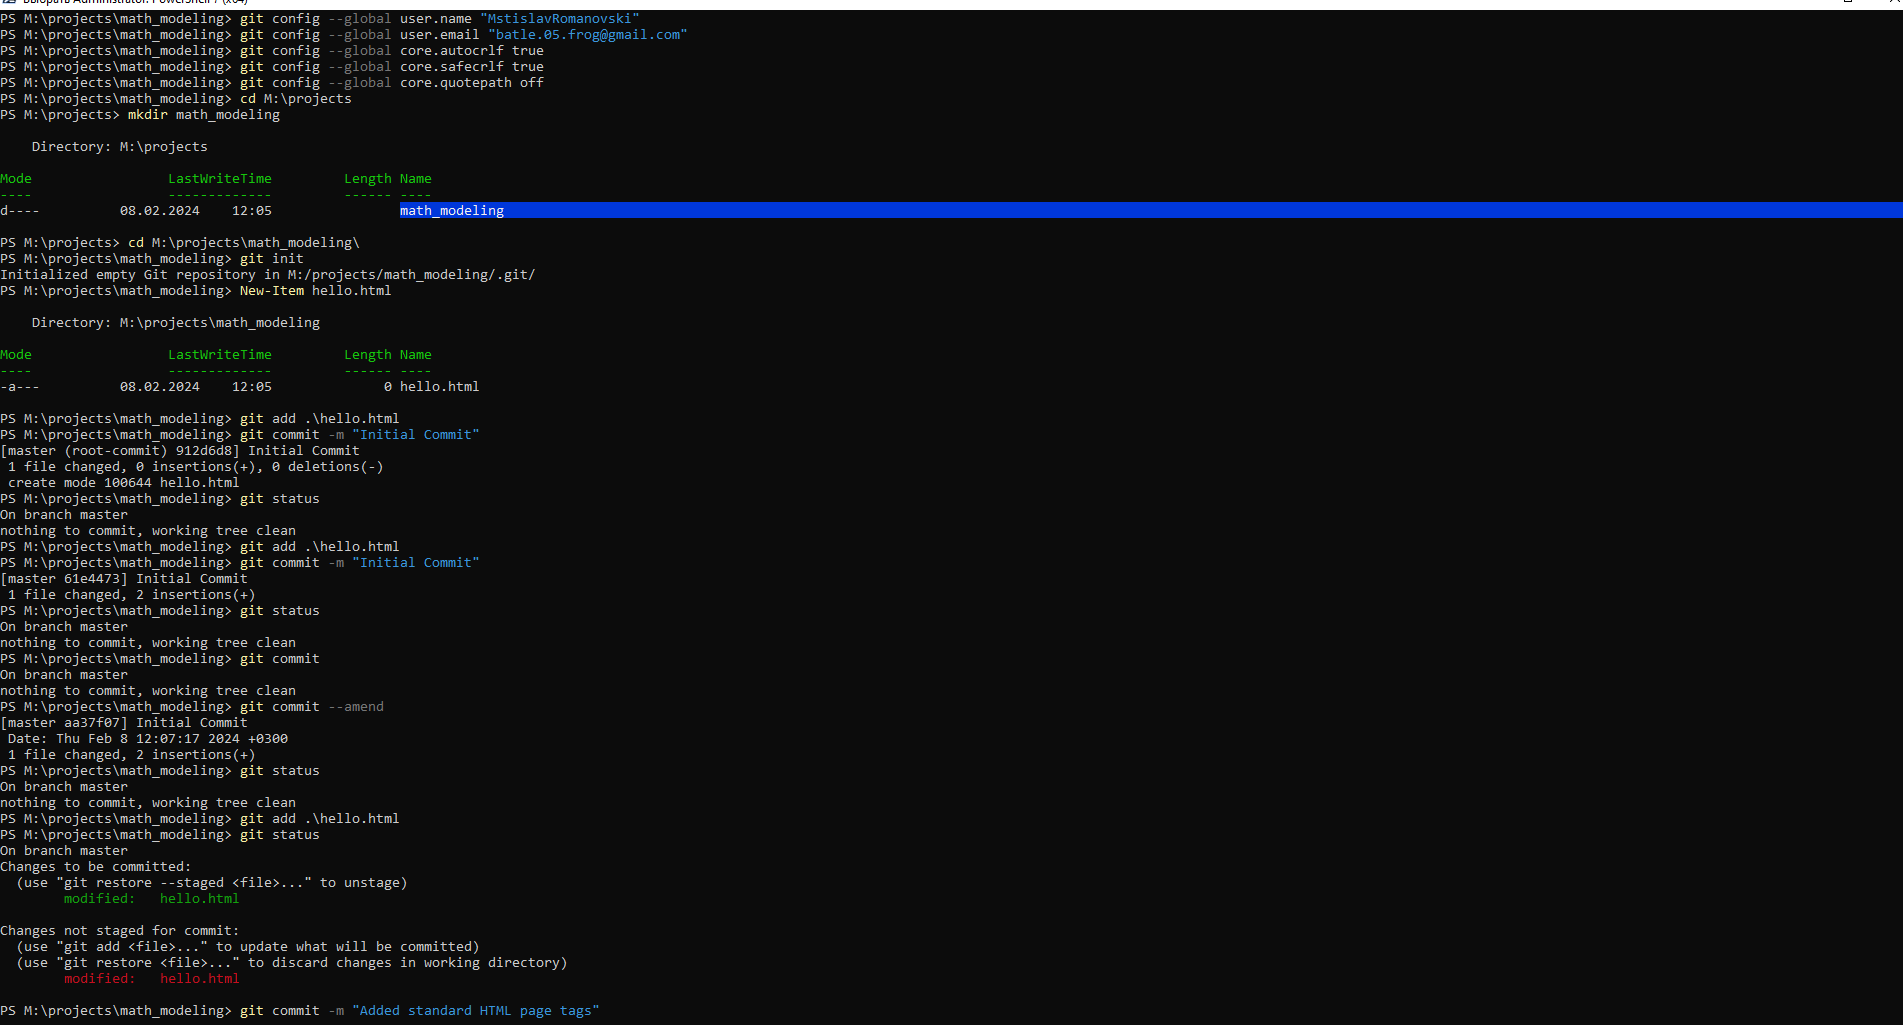 Выбрать Administrator: PowerShell 7 (x64)
PS M:\projects\math_modeling> git config --global user.name "MstislavRomanovski"
PS M:\projects\math_modeling> git config --global user.email "batle.05.frog@gmail.com"
PS M:\projects\math_modeling> git config --global core.autocrlf true
PS M:\projects\math_modeling> git config --global core.safecrlf true
PS M:\projects\math_modeling> git config --global core.quotepath off
PS M:\projects\math_modeling> cd M:\projects
PS M:\projects> mkdir math_modeling
    Directory: M:\projects
Mode                 LastWriteTime         Length Name
----                 -------------         ------ ----
d----          08.02.2024    12:05                math_modeling
PS M:\projects> cd M:\projects\math_modeling\
PS M:\projects\math_modeling> git init
Initialized empty Git repository in M:/projects/math_modeling/.git/
PS M:\projects\math_modeling> New-Item hello.html
    Directory: M:\projects\math_modeling
Mode                 LastWriteTime         Length Name
----                 -------------         ------ ----
-a---          08.02.2024    12:05              0 hello.html
PS M:\projects\math_modeling> git add .\hello.html
PS M:\projects\math_modeling> git commit -m "Initial Commit"
[master (root-commit) 912d6d8] Initial Commit
 1 file changed, 0 insertions(+), 0 deletions(-)
 create mode 100644 hello.html
PS M:\projects\math_modeling> git status
On branch master
nothing to commit, working tree clean
PS M:\projects\math_modeling> git add .\hello.html
PS M:\projects\math_modeling> git commit -m "Initial Commit"
[master 61e4473] Initial Commit
 1 file changed, 2 insertions(+)
PS M:\projects\math_modeling> git status
On branch master
nothing to commit, working tree clean
PS M:\projects\math_modeling> git commit
On branch master
nothing to commit, working tree clean
PS M:\projects\math_modeling> git commit --amend
[master aa37f07] Initial Commit
 Date: Thu Feb 8 12:07:17 2024 +0300
 1 file changed, 2 insertions(+)
PS M:\projects\math_modeling> git status
On branch master
nothing to commit, working tree clean
PS M:\projects\math_modeling> git add .\hello.html
PS M:\projects\math_modeling> git status
On branch master
Changes to be committed:
  (use "git restore --staged <file>..." to unstage)
        modified:   hello.html
Changes not staged for commit:
  (use "git add <file>..." to update what will be committed)
  (use "git restore <file>..." to discard changes in working directory)
        modified:   hello.html
PS M:\projects\math_modeling> git commit -m "Added standard HTML page tags"